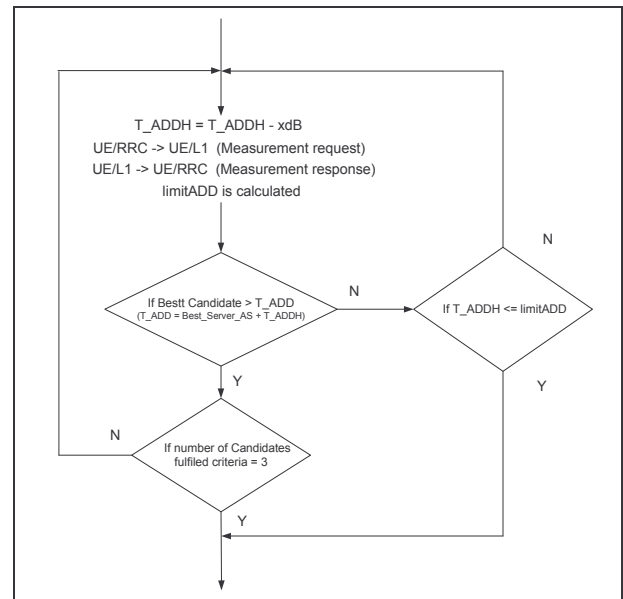 T_ADDH = T_ADDH - xdB
UE/RRC -> UE/L1 (Measurement request)
UE/L1 -> UE/RRC (Measurement response)
limitADD is calculated
N
If Bestt Candidate > T_ADD
(T_ADD = Best_Server_AS + T_ADDH)
N
If T_ADDH <= limitADD
Y
Y
N
If number of Candidates
fulfiled criteria = 3
Y